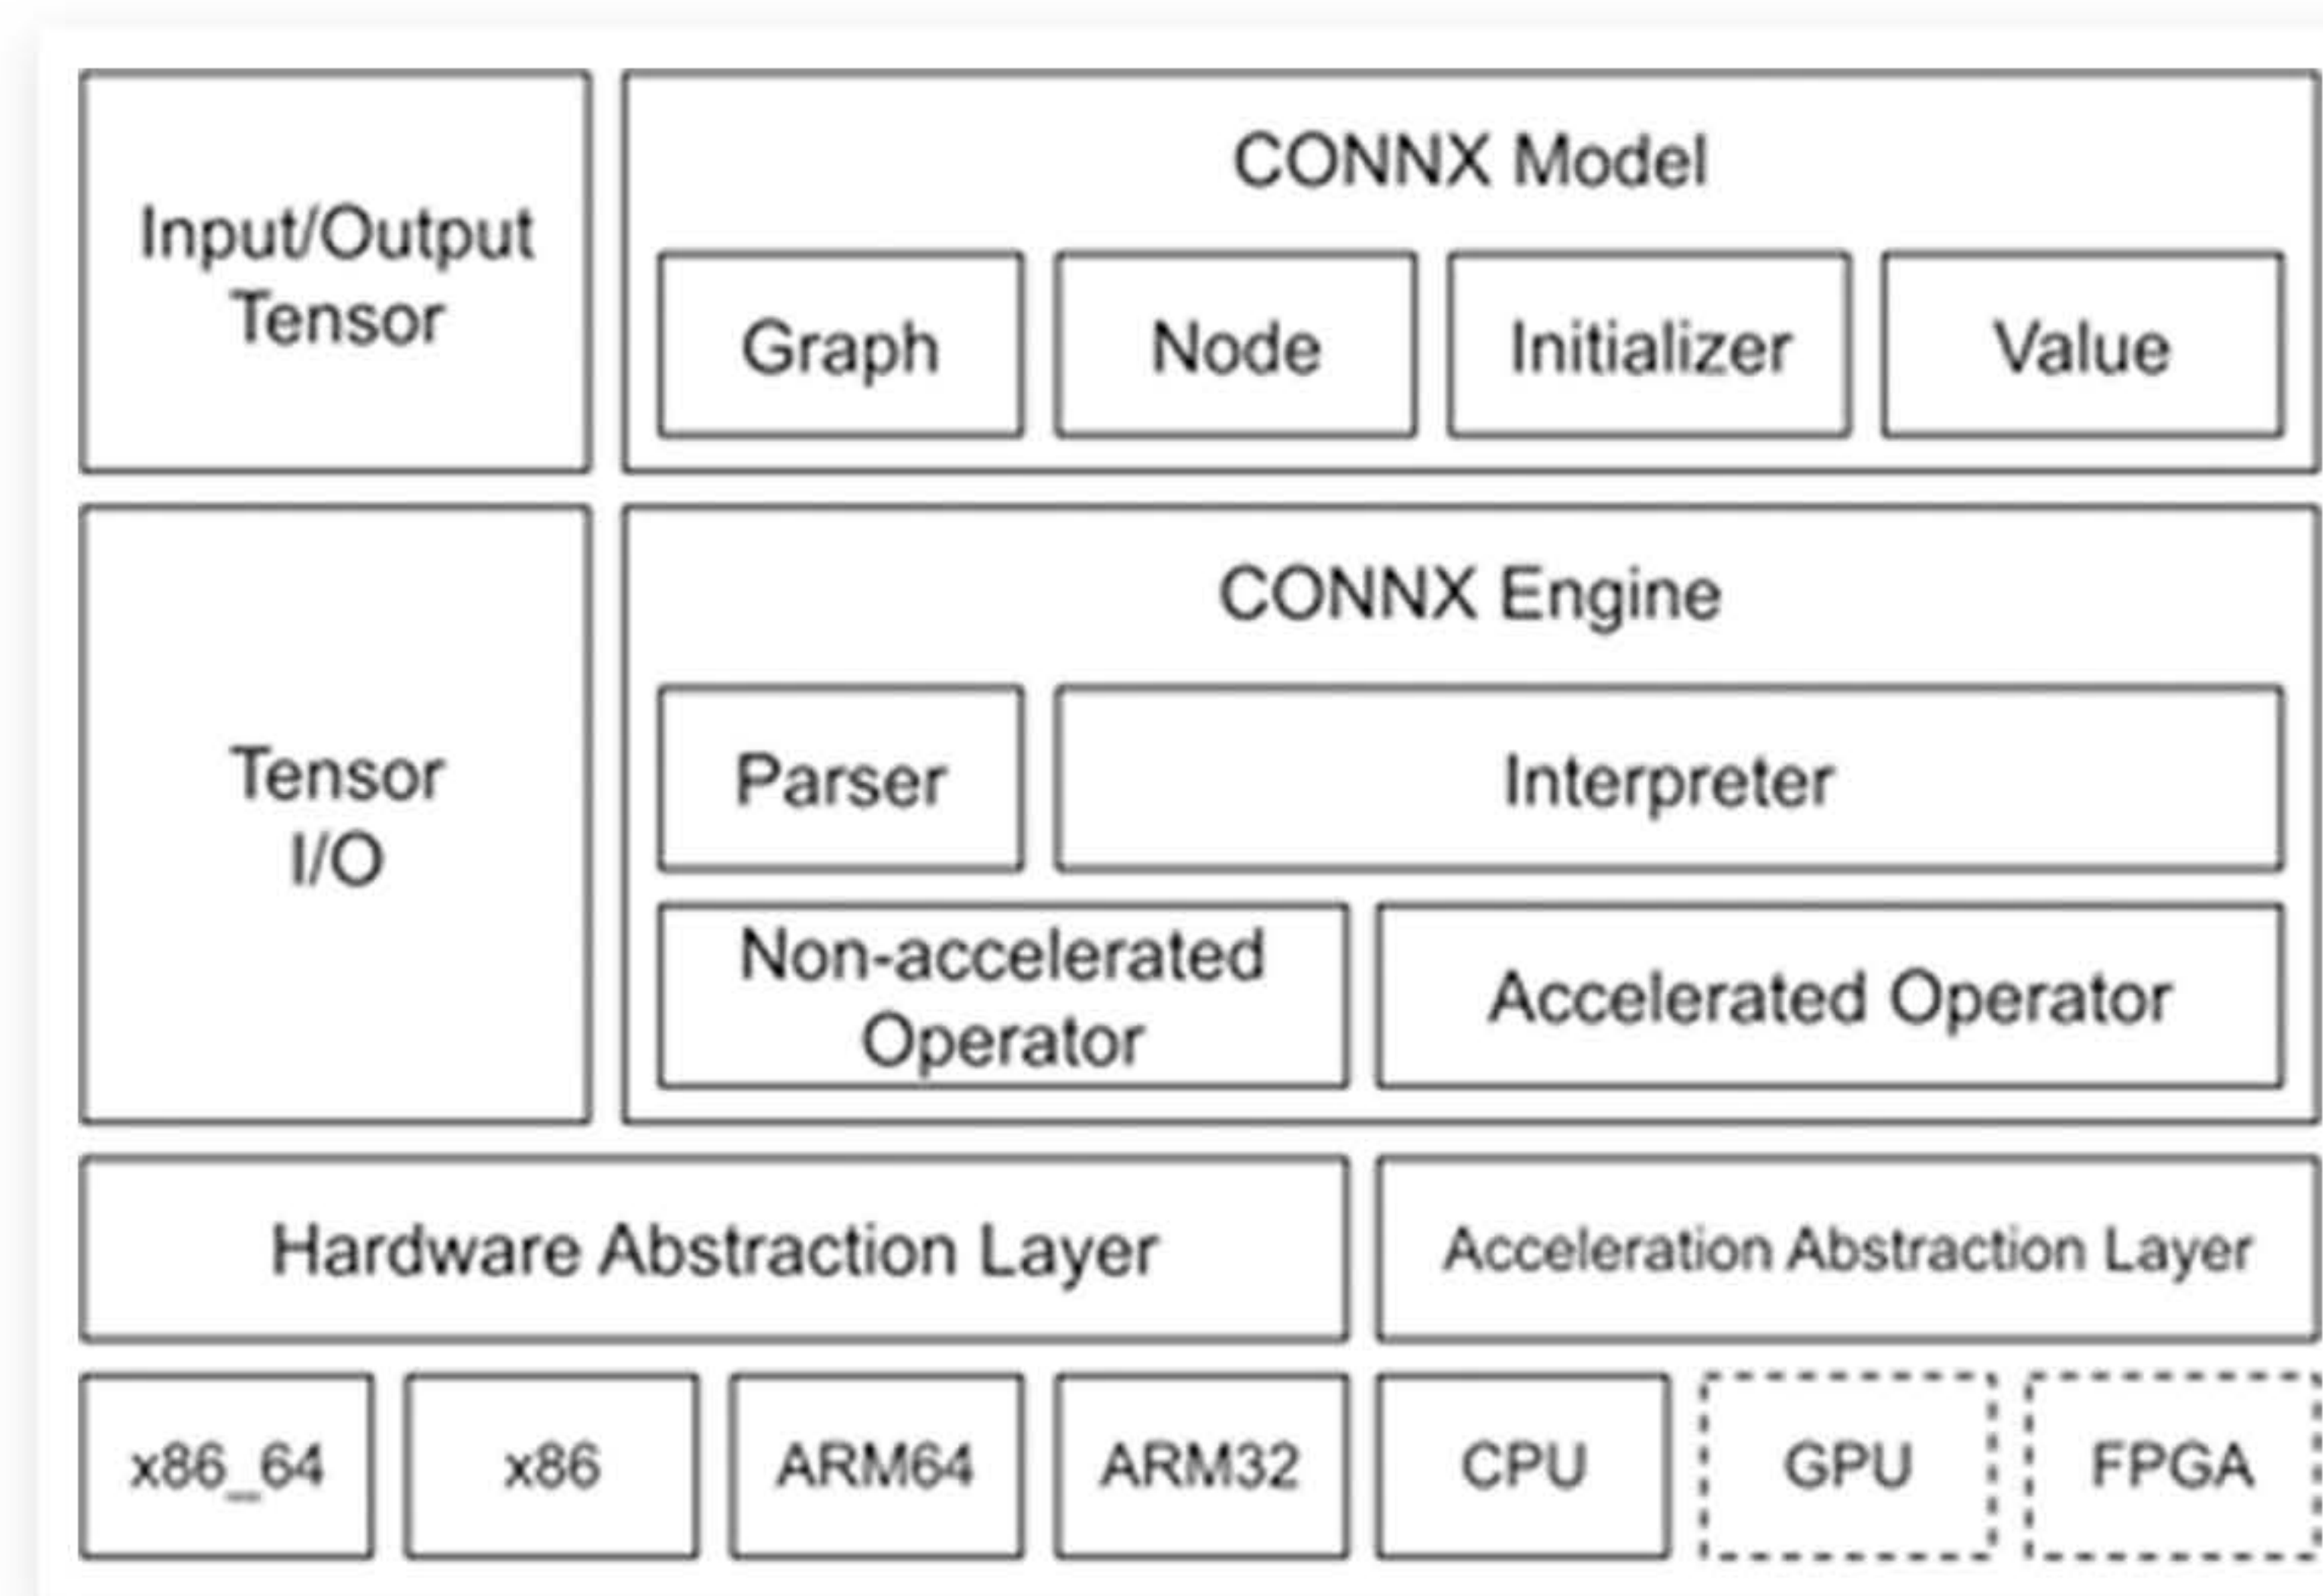 Input/Output
Tensor
CONNX Model
Graph
Node
Initializer
Value
Tensor
I/O
CONNX Engine
Parser
Interpreter
Non-accelerated
Operator
Accelerated Operator
Hardware Abstraction Layer
Acceleration Abstraction Layer
x86_64
x86
ARM64
ARM32
CPU
GPU
FPGA